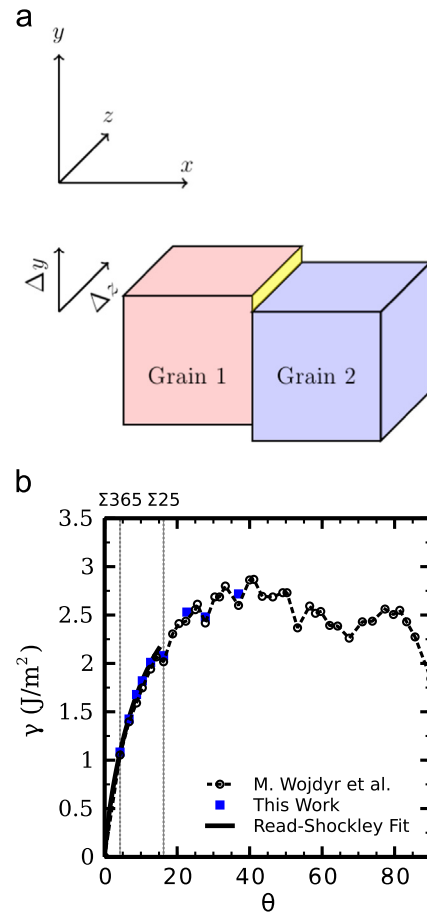 a
y
z
x
Δy
Δz
Grain 1
Grain 2
b
Σ365 Σ25
3.5
3
2.5
2
1.5
1
0.5
0
γ (J/m²)
M. Wojdyr et al.
This Work
Read-Shockley Fit
0 20 40 60 80
θ